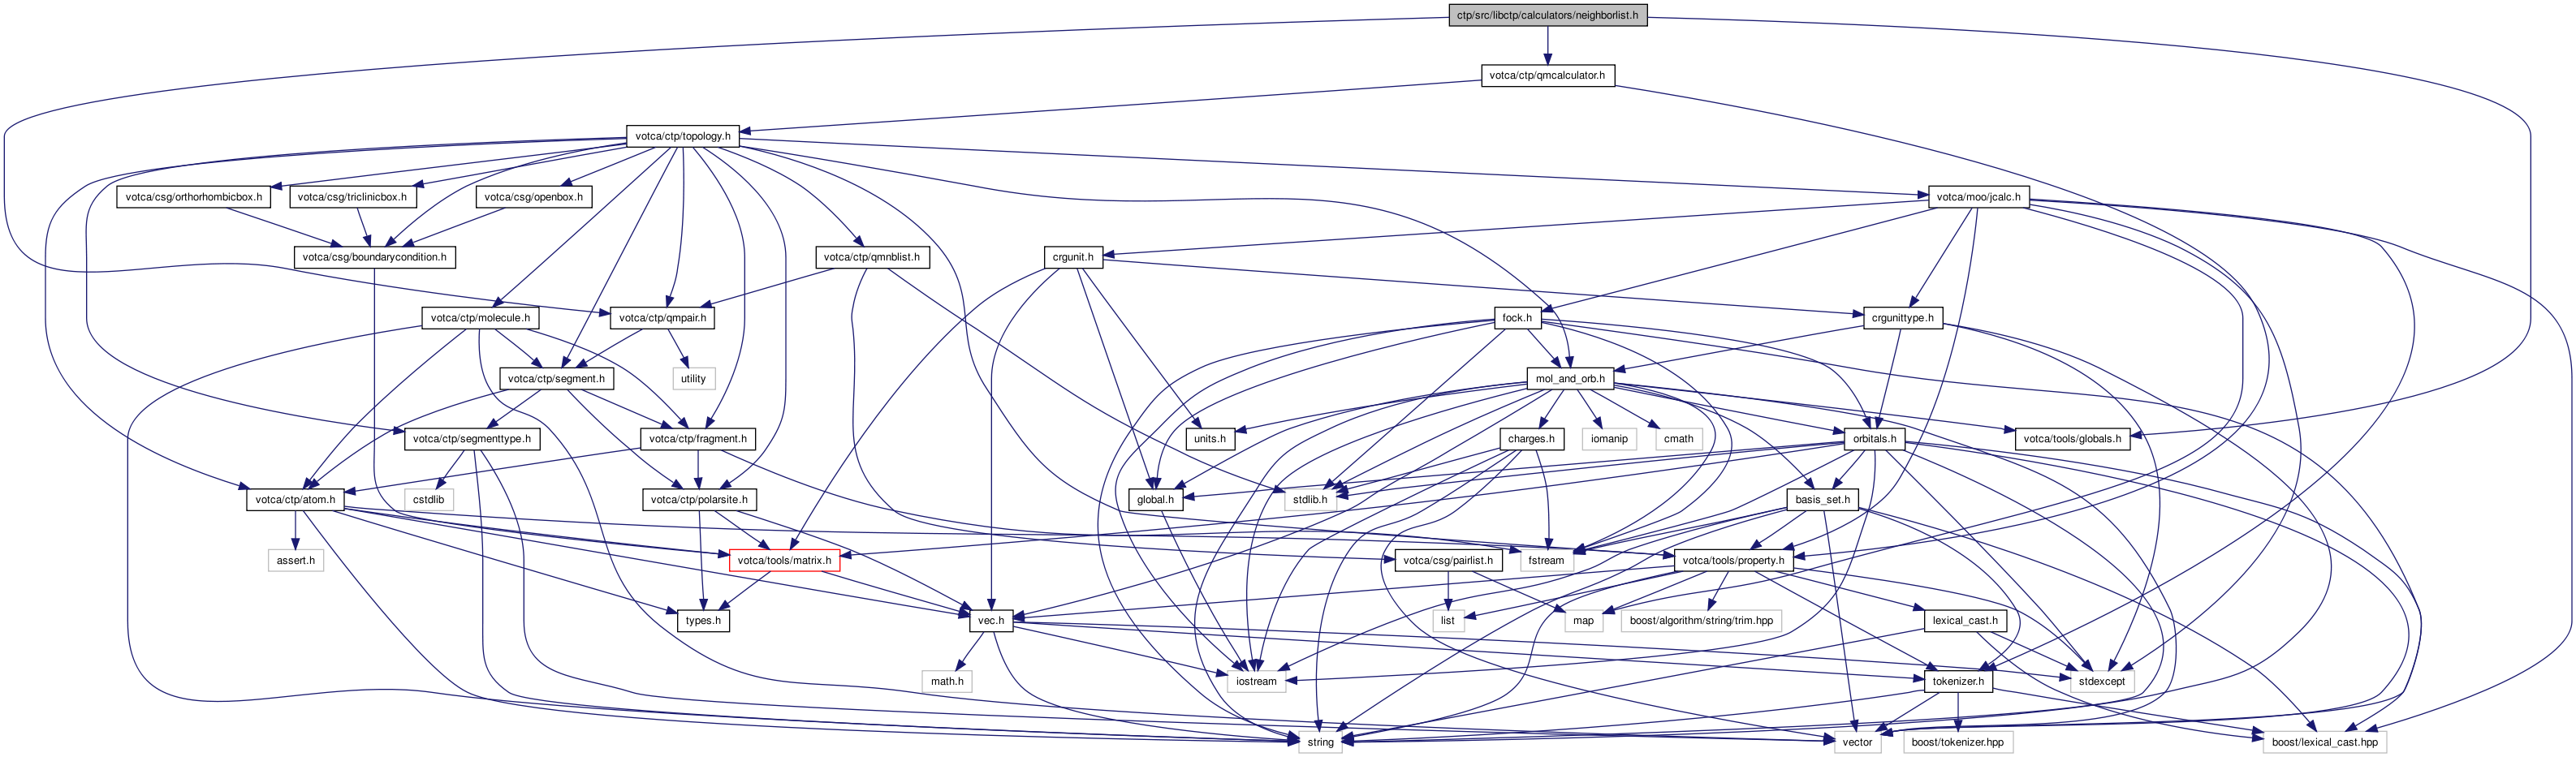 ctp/src/libctp/calculators/neighborlist.h
votca/ctp/qmcalculator.h
votca/ctp/topology.h
votca/csg/orthorhombicbox.h
votca/csg/triclinicbox.h
votca/csg/openbox.h
votca/moo/jcalc.h
votca/csg/boundarycondition.h
votca/ctp/qmnblist.h
crgunit.h
votca/ctp/molecule.h
votca/ctp/qmpair.h
fock.h
crgunittype.h
votca/ctp/segment.h
utility
mol_and_orb.h
votca/ctp/segmenttype.h
votca/ctp/fragment.h
units.h
charges.h
iomanip
cmath
orbitals.h
votca/tools/globals.h
votca/ctp/atom.h
cstdlib
votca/ctp/polarsite.h
global.h
stdlib.h
basis_set.h
assert.h
votca/tools/matrix.h
votca/csg/pairlist.h
fstream
votca/tools/property.h
types.h
vec.h
list
map
boost/algorithm/string/trim.hpp
lexical_cast.h
math.h
iostream
tokenizer.h
stdexcept
string
vector
boost/tokenizer.hpp
boost/lexical_cast.hpp